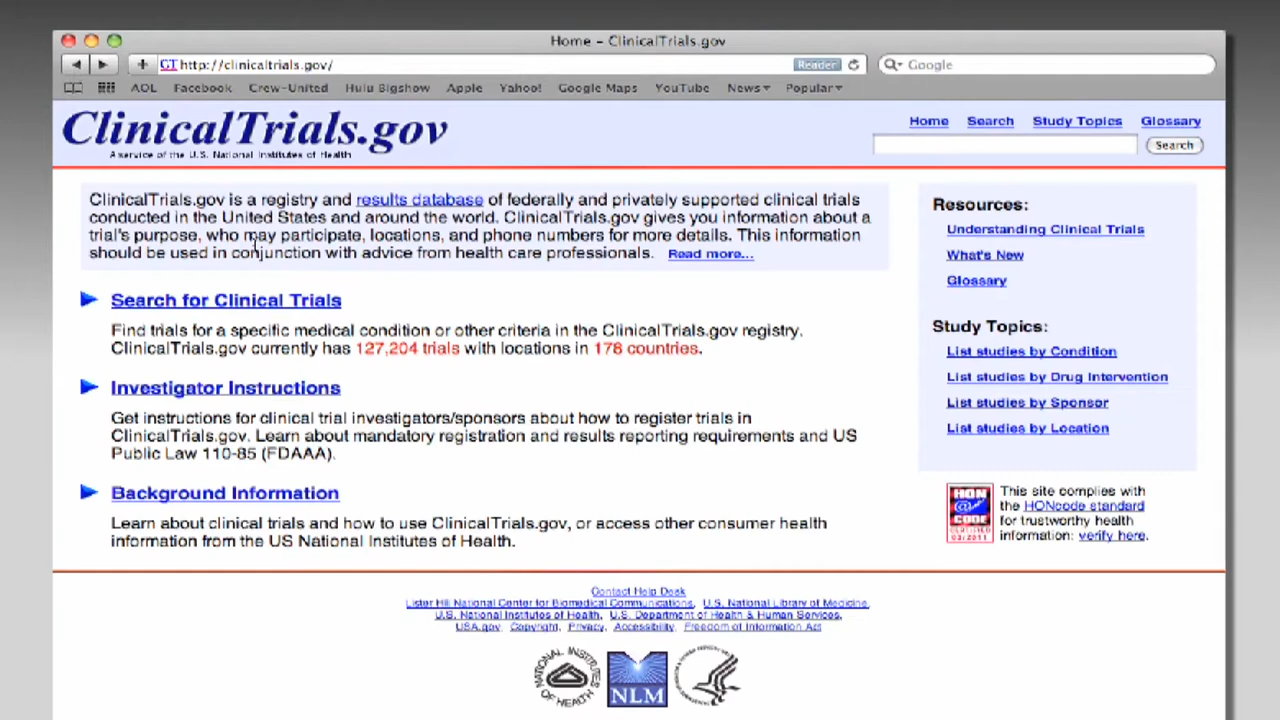 Home – ClinicalTrials.gov
CT http://clinicaltrials.gov/
Reader
Google
AOL Facebook Crew-United Hulu Bigshow Apple Yahoo! Google Maps YouTube News Popular
ClinicalTrials.gov
A service of the U.S. National Institutes of Health
Home Search Study Topics Glossary
Search
ClinicalTrials.gov is a registry and results database of federally and privately supported clinical trials
conducted in the United States and around the world. ClinicalTrials.gov gives you information about a
trial's purpose, who may participate, locations, and phone numbers for more details. This information
should be used in conjunction with advice from health care professionals. Read more...
Search for Clinical Trials
Find trials for a specific medical condition or other criteria in the ClinicalTrials.gov registry.
ClinicalTrials.gov currently has 127,204 trials with locations in 178 countries.
Investigator Instructions
Get instructions for clinical trial investigators/sponsors about how to register trials in
ClinicalTrials.gov. Learn about mandatory registration and results reporting requirements and US
Public Law 110-85 (FDAAA).
Background Information
Learn about clinical trials and how to use ClinicalTrials.gov, or access other consumer health
information from the US National Institutes of Health.
Resources:
Understanding Clinical Trials
What's New
Glossary
Study Topics:
List studies by Condition
List studies by Drug Intervention
List studies by Sponsor
List studies by Location
HON
@
CODE
CERTIFIED
03/2011
This site complies with
the HONcode standard
for trustworthy health
information: verify here.
Contact Help Desk
Lister Hill National Center for Biomedical Communications, U.S. National Library of Medicine,
U.S. National Institutes of Health, U.S. Department of Health & Human Services,
USA.gov, Copyright, Privacy, Accessibility, Freedom of Information Act
NATIONAL INSTITUTES OF HEALTH
NLM